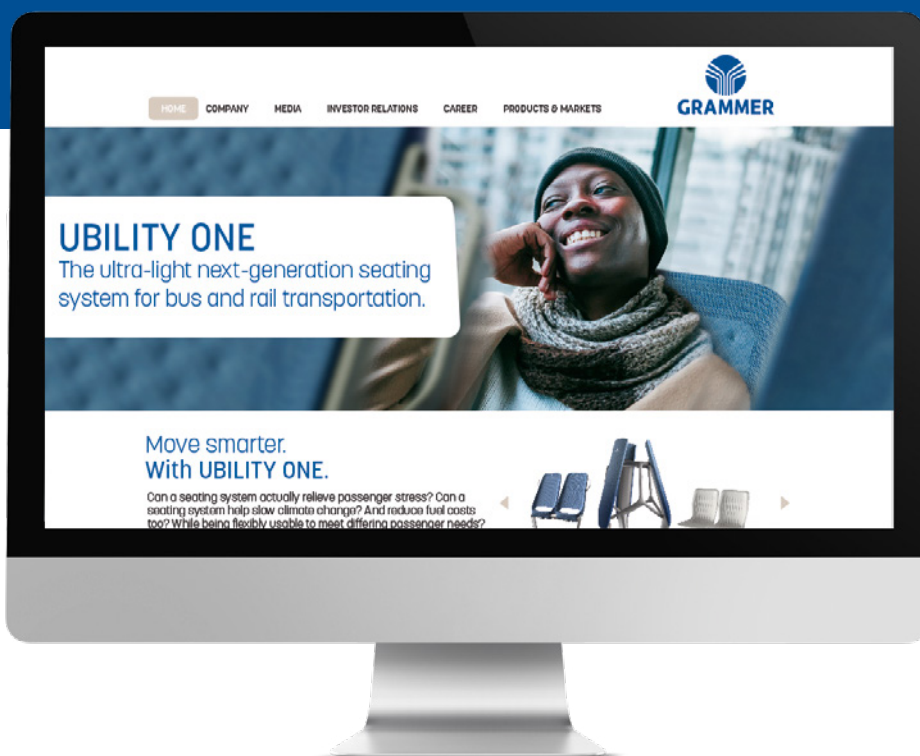 HOME COMPANY MEDIA INVESTOR RELATIONS CAREER PRODUCTS & MARKETS
GRAMMER
UBILITY ONE
The ultra-light next-generation seating
system for bus and rail transportation.
Move smarter.
With UBILITY ONE.
Can a seating system actually relieve passenger stress? Can a
seating system help slow climate change? And reduce fuel costs
too? While being flexibly usable to meet differing passenger needs?